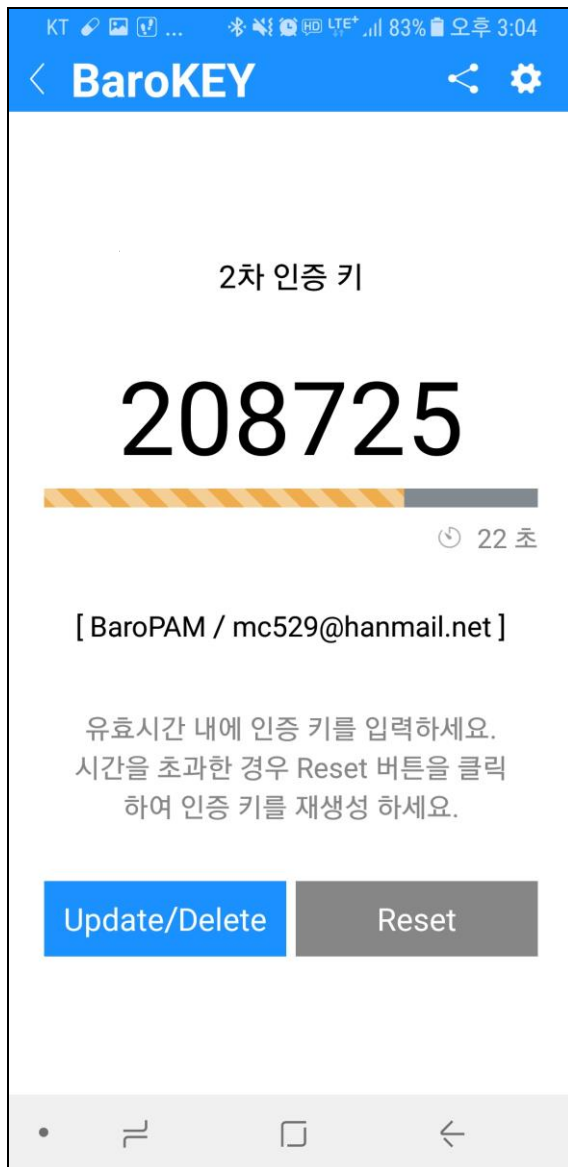 KT ... HD LTE+ 83% 오후 3:04
BaroKEY
2차 인증 키
208725
22 초
[ BaroPAM / mc529@hanmail.net ]
유효시간 내에 인증 키를 입력하세요.
시간을 초과한 경우 Reset 버튼을 클릭
하여 인증 키를 재생성 하세요.
Update/Delete
Reset